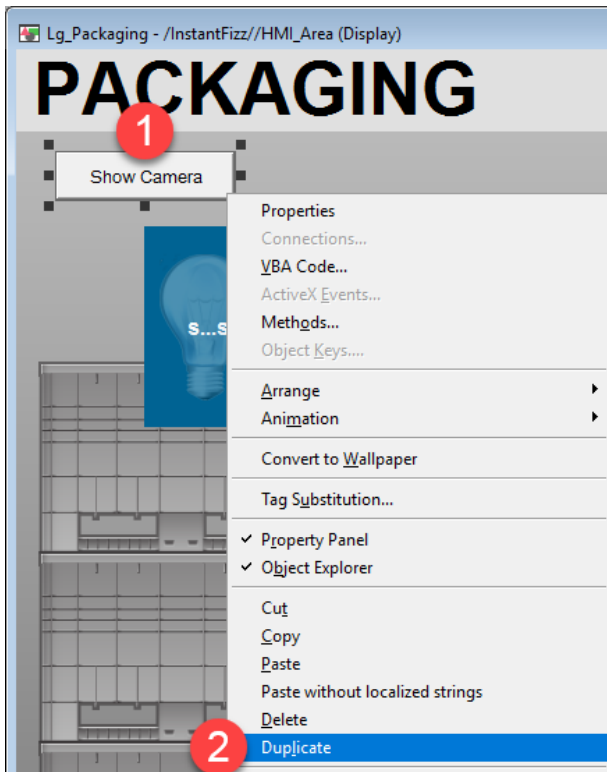 Lg_Packaging - /InstantFizz//HMI_Area (Display)
PACKAGING
1
Show Camera
Properties
Connections...
VBA Code...
ActiveX Events...
Methods...
Object Keys....
s...s
Arrange
Animation
Convert to Wallpaper
Tag Substitution...
Property Panel
Object Explorer
Cut
Copy
Paste
Paste without localized strings
Delete
2
Duplicate